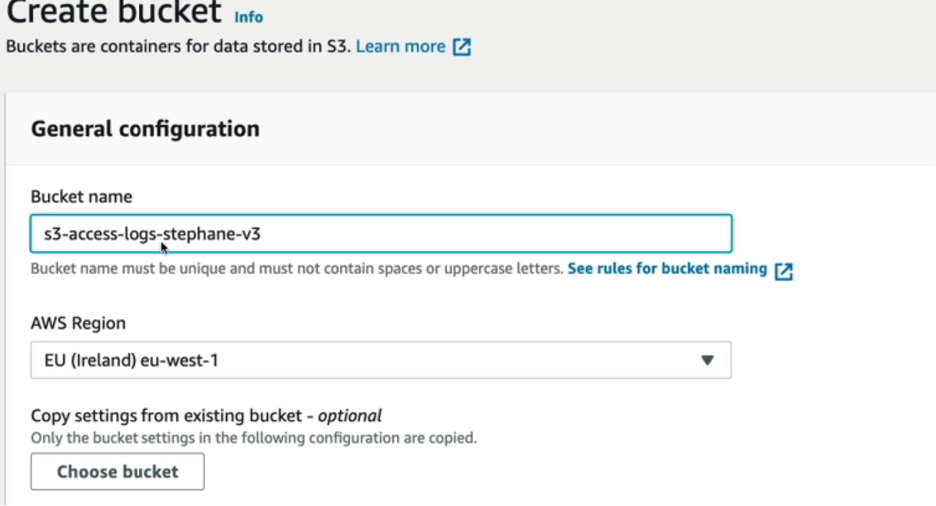 Create bucket Info
Buckets are containers for data stored in S3. Learn more
General configuration
Bucket name
s3-access-logs-stephane-v3
Bucket name must be unique and must not contain spaces or uppercase letters. See rules for bucket naming
AWS Region
EU (Ireland) eu-west-1
Copy settings from existing bucket - optional
Only the bucket settings in the following configuration are copied.
Choose bucket